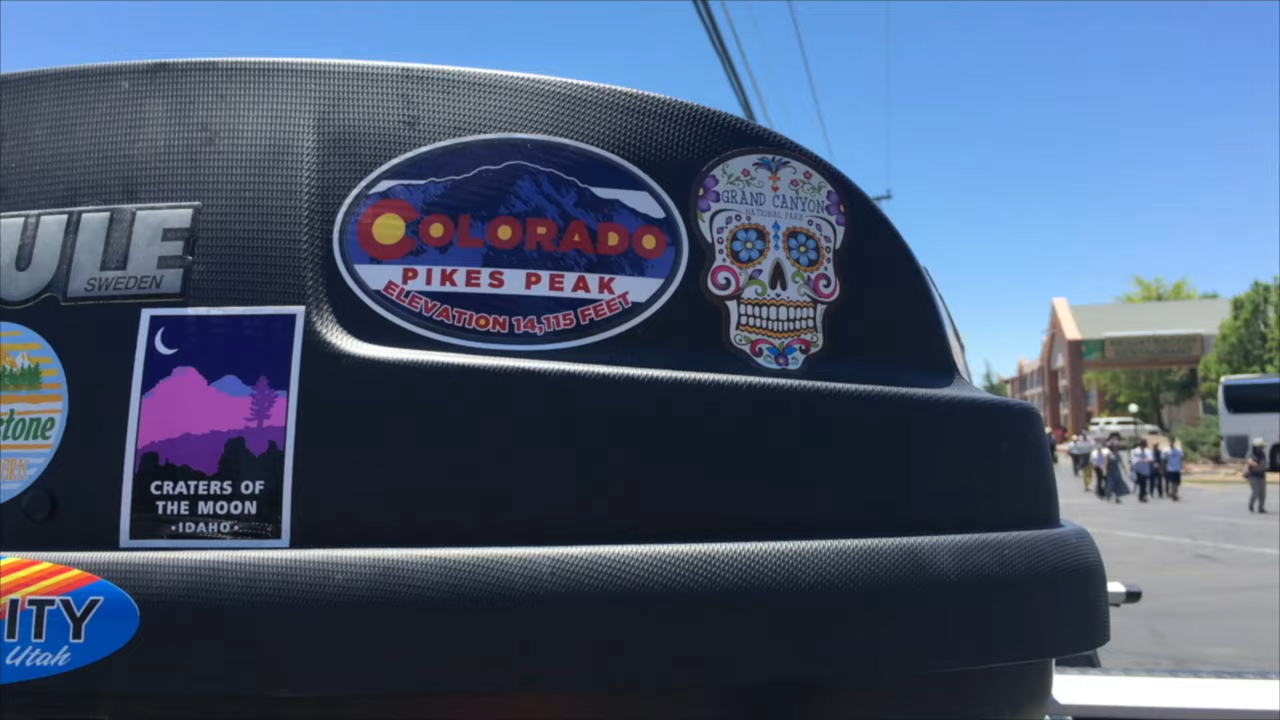 ULE
SWEDEN
COLORADO
PIKES PEAK
ELEVATION 14,115 FEET
GRAND CANYON
NATIONAL PARK
stone
CRATERS OF
THE MOON
•IDAHO•
ITY
Utah